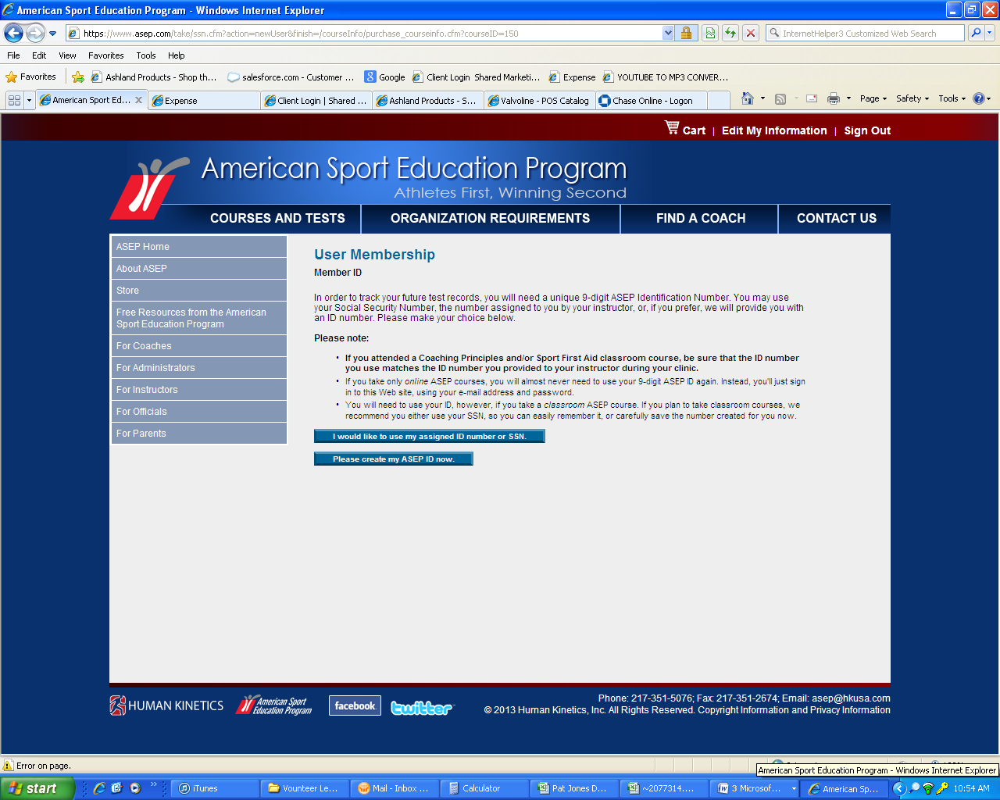 American Sport Education Program - Windows Internet Explorer
https://www.asep.com/take/ssn.cfm?action=newUser&finish=/courseInfo/purchase_courseinfo.cfm?courseID=150
InternetHelper3 Customized Web Search
File Edit View Favorites Tools Help
Favorites Ashland Products - Shop th... salesforce.com - Customer ... Google Client Login Shared Marketi... Expense YOUTUBE TO MP3 CONVER...
American Sport Ed... Expense Client Login | Shared ... Ashland Products - S... Valvoline - POS Catalog Chase Online - Logon Page Safety Tools
Cart | Edit My Information | Sign Out
American Sport Education Program
Athletes First, Winning Second
COURSES AND TESTS ORGANIZATION REQUIREMENTS FIND A COACH CONTACT US
ASEP Home
About ASEP
Store
Free Resources from the American
Sport Education Program
For Coaches
For Administrators
For Instructors
For Officials
For Parents
User Membership
Member ID
In order to track your future test records, you will need a unique 9-digit ASEP Identification Number. You may use
your Social Security Number, the number assigned to you by your instructor, or, if you prefer, we will provide you with
an ID number. Please make your choice below.
Please note:
• If you attended a Coaching Principles and/or Sport First Aid classroom course, be sure that the ID number
you use matches the ID number you provided to your instructor during your clinic.
• If you take only online ASEP courses, you will almost never need to use your 9-digit ASEP ID again. Instead, you'll just sign
in to this Web site, using your e-mail address and password.
• You will need to use your ID, however, if you take a classroom ASEP course. If you plan to take classroom courses, we
recommend you either use your SSN, so you can easily remember it, or carefully save the number created for you now.
I would like to use my assigned ID number or SSN.
Please create my ASEP ID now.
HUMAN KINETICS American Sport
Education Program facebook twitter
Phone: 217-351-5076; Fax: 217-351-2674; Email: asep@hkusa.com
© 2013 Human Kinetics, Inc. All Rights Reserved. Copyright Information and Privacy Information
Error on page.
American Sport Education Program - Windows Internet Explorer
start iTunes Vounteer Le... Mail - Inbox ... Calculator Pat Jones D... ~2077314.... 3 Microsof... American Sp... 10:54 AM